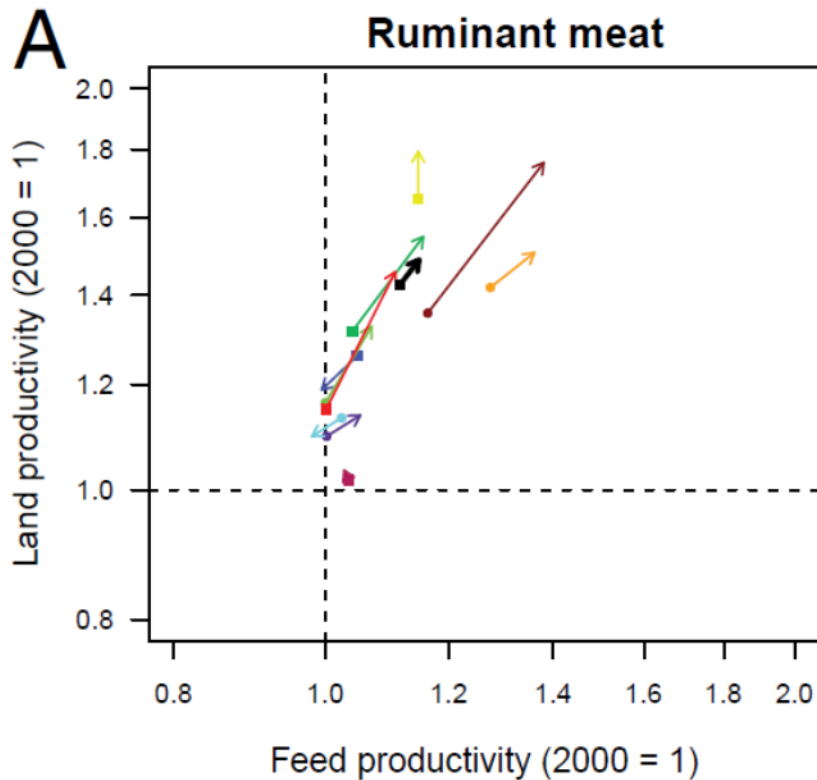 A
Ruminant meat
Land productivity (2000 = 1)
2.0
1.8
1.6
1.4
1.2
1.0
0.8
0.8 1.0 1.2 1.4 1.6 1.8 2.0
Feed productivity (2000 = 1)